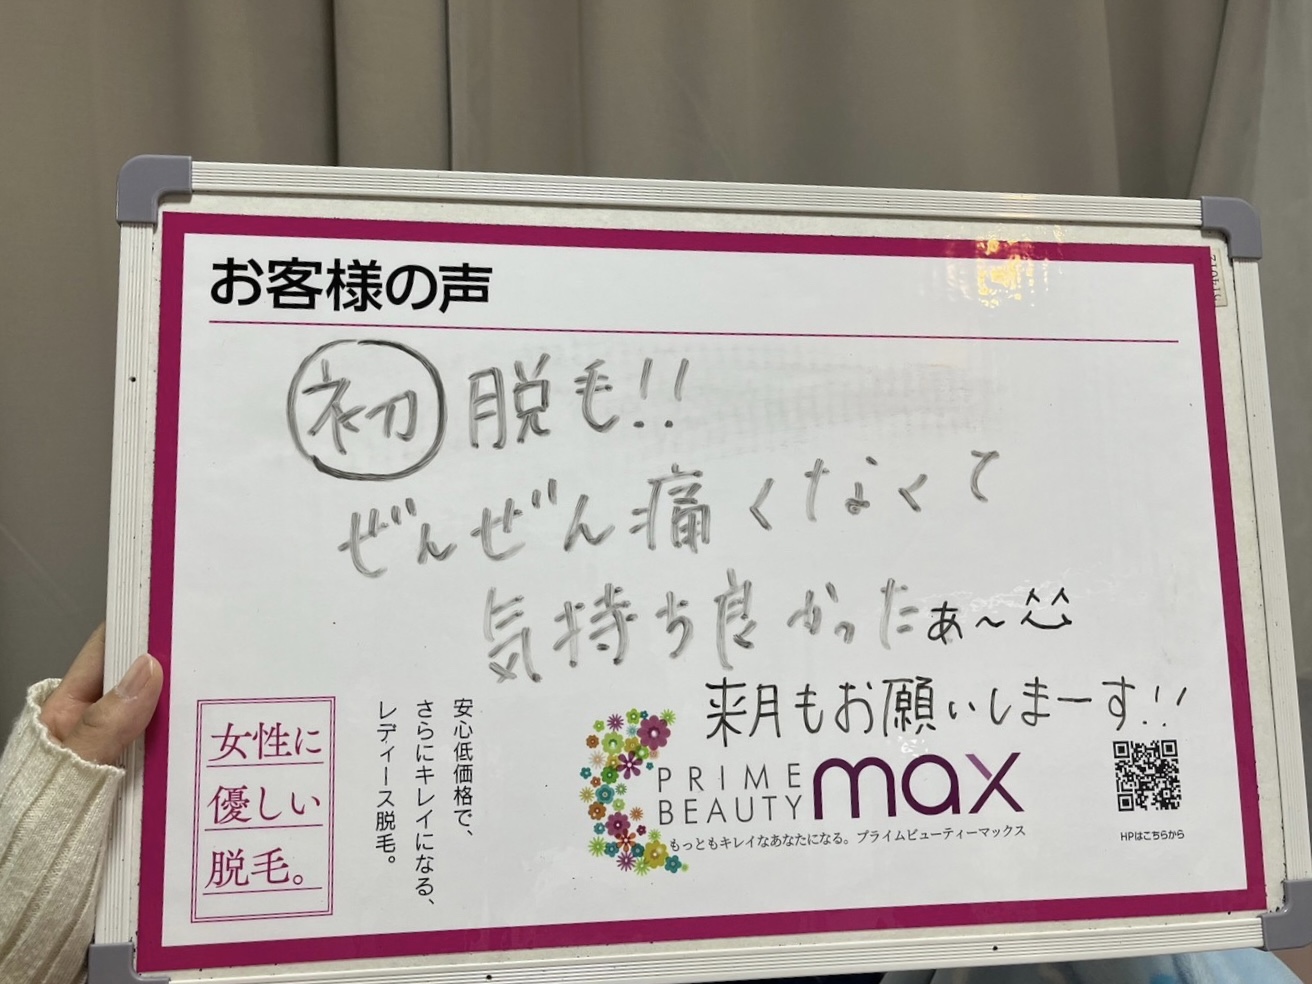 お客様の声
初 脱毛!!
ぜんぜん痛くなくて
気持ち良かったぁ～
来月もお願いしまーす!!
女性に
優しい
脱毛。
安心低価格で、
さらにキレイになる、
レディース脱毛。
PRIME
BEAUTY
max
もっともキレイなあなたになる。プライムビューティーマックス
HPはこちらから